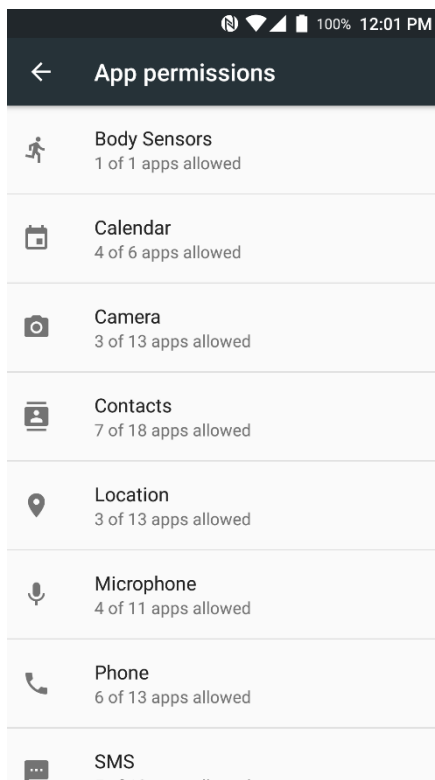 100% 12:01 PM
App permissions
Body Sensors
1 of 1 apps allowed
Calendar
4 of 6 apps allowed
Camera
3 of 13 apps allowed
Contacts
7 of 18 apps allowed
Location
3 of 13 apps allowed
Microphone
4 of 11 apps allowed
Phone
6 of 13 apps allowed
SMS